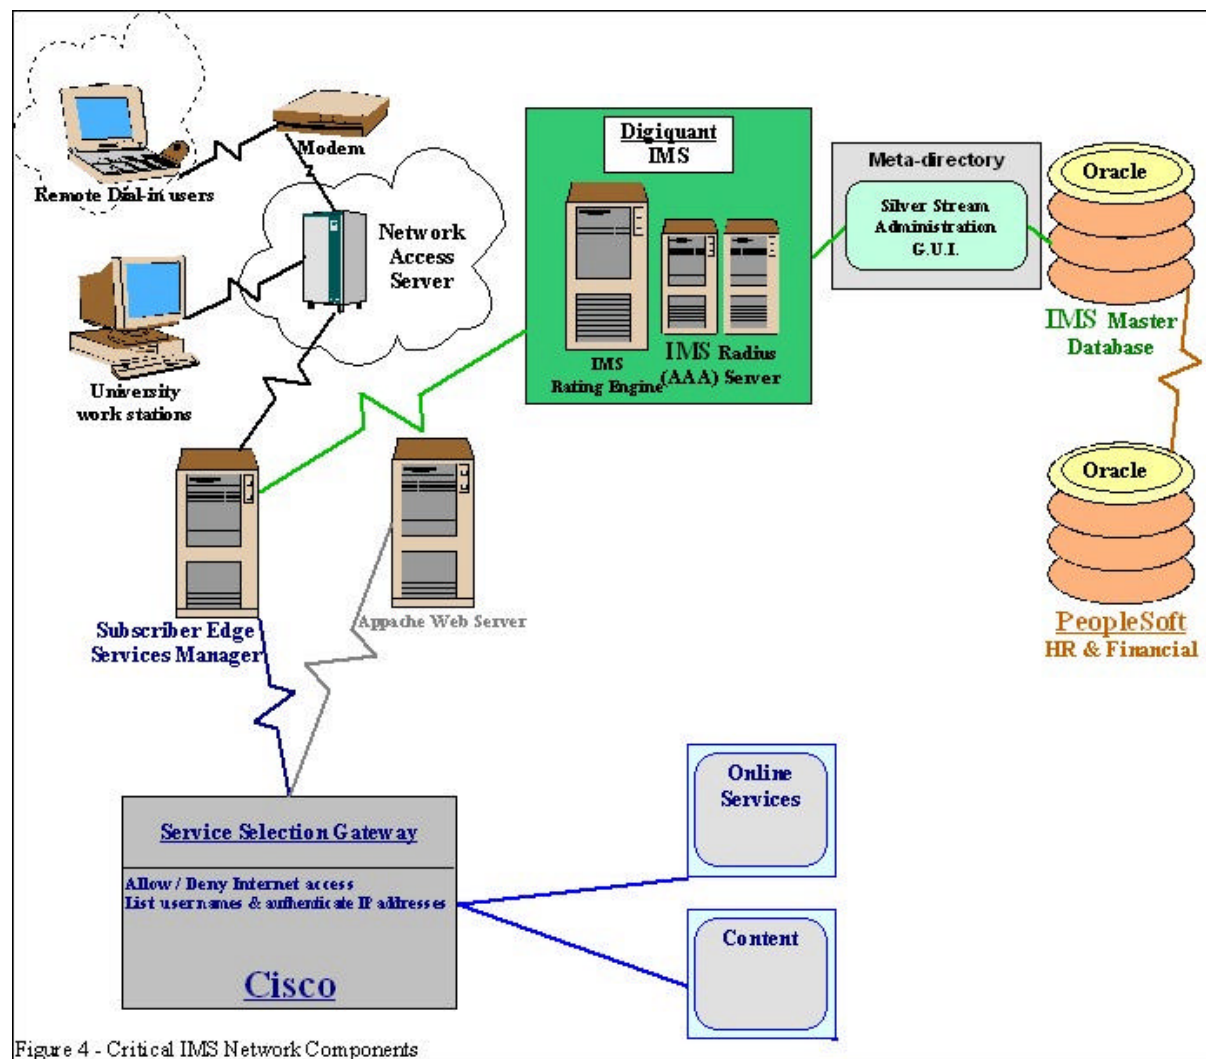 Remote Dial-in users
Modem
Network
Access
Server
University
work stations
Digiquant
IMS
IMS
Rating Engine
IMS Radius
(AAA) Server
Meta-directory
Silver Stream
Administration
G.U.I.
Oracle
IMS Master
Database
Oracle
PeopleSoft
HR & Financial
Subscriber Edge
Services Manager
Appache Web Server
Service Selection Gateway
Allow / Deny Internet access
List usernames & authenticate IP addresses
Cisco
Online
Services
Content
Figure 4 - Critical IMS Network Components